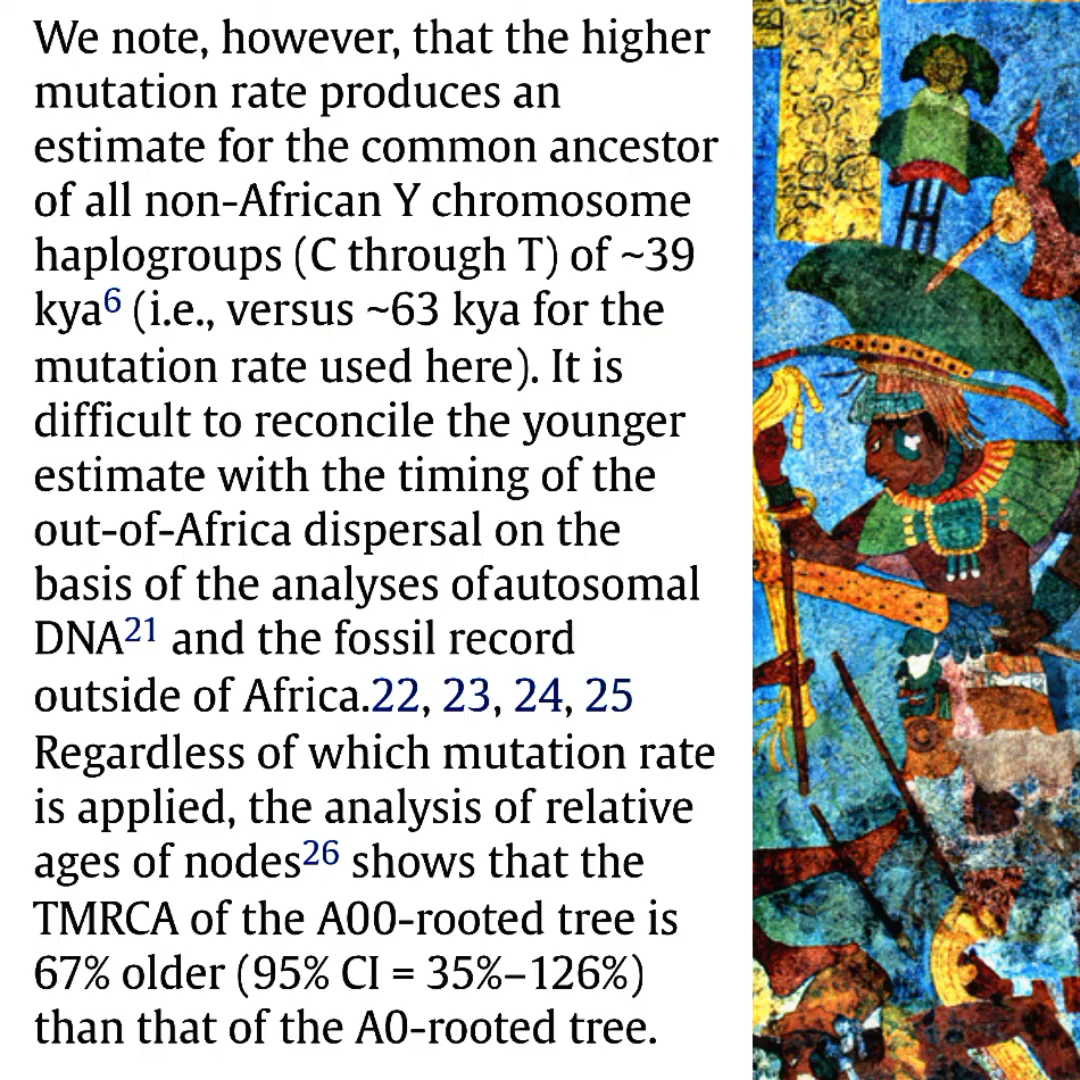 We note, however, that the higher
mutation rate produces an
estimate for the common ancestor
of all non-African Y chromosome
haplogroups (C through T) of ~39
kya6 (i.e., versus ~63 kya for the
mutation rate used here). It is
difficult to reconcile the younger
estimate with the timing of the
out-of-Africa dispersal on the
basis of the analyses ofautosomal
DNA21 and the fossil record
outside of Africa.22, 23, 24, 25
Regardless of which mutation rate
is applied, the analysis of relative
ages of nodes26 shows that the
TMRCA of the A00-rooted tree is
67% older (95% CI = 35%–126%)
than that of the A0-rooted tree.